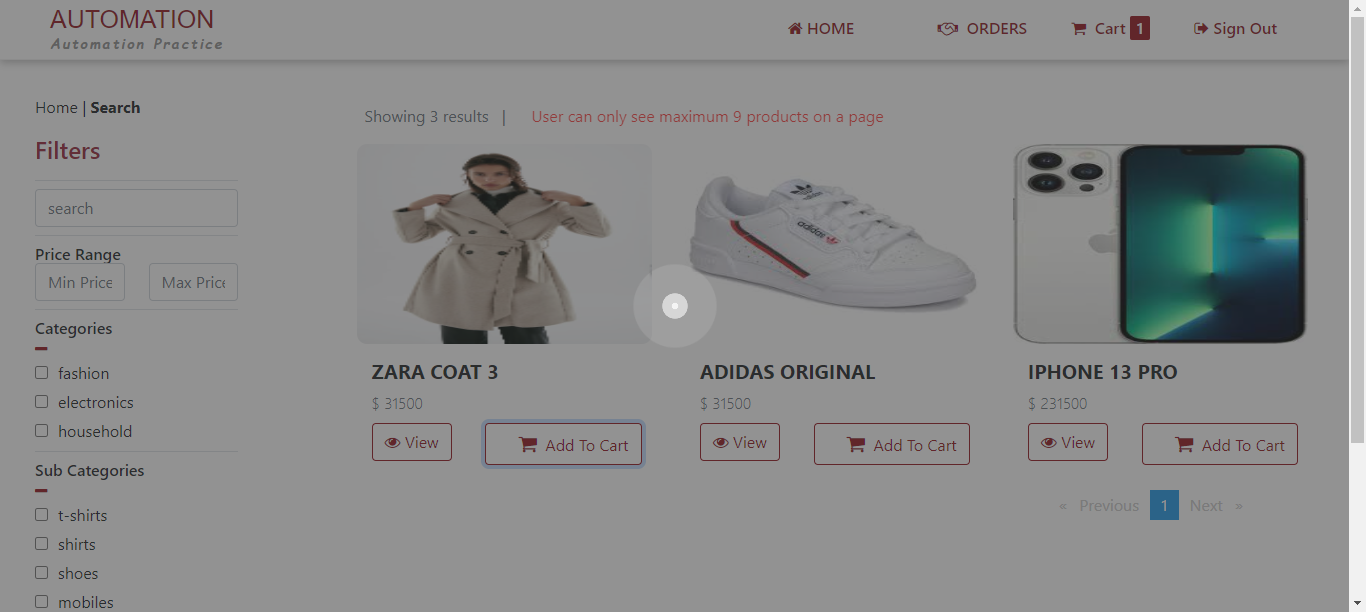 AUTOMATION
Automation Practice
HOME
ORDERS
Cart 1
Sign Out
Home | Search
Filters
search
Price Range
Min Price
Max Price
Categories
fashion
electronics
household
Sub Categories
t-shirts
shirts
shoes
mobiles
Showing 3 results |
User can only see maximum 9 products on a page
adidas
ZARA COAT 3
$ 31500
View
Add To Cart
ADIDAS ORIGINAL
$ 31500
View
Add To Cart
IPHONE 13 PRO
$ 231500
View
Add To Cart
« Previous 1 Next »